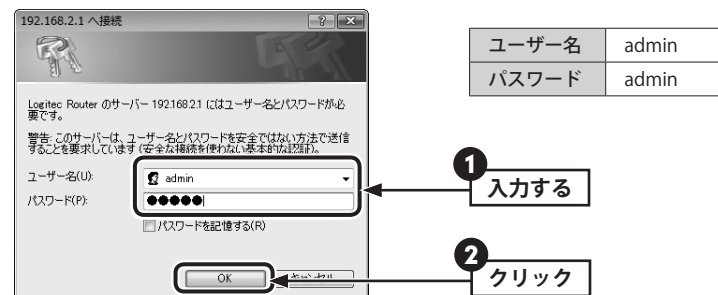 192.168.2.1 へ接続
Logitec Router のサーバー 192.168.2.1 にはユーザー名とパスワードが必
要です。
警告: このサーバーは、ユーザー名とパスワードを安全ではない方法で送信
することを要求しています (安全な接続を使わない基本的な認証)。
ユーザー名(U):
admin
パスワード(P):
●●●●●
パスワードを記憶する(R)
OK
キャンセル
ユーザー名 admin
パスワード admin
1
入力する
2
クリック